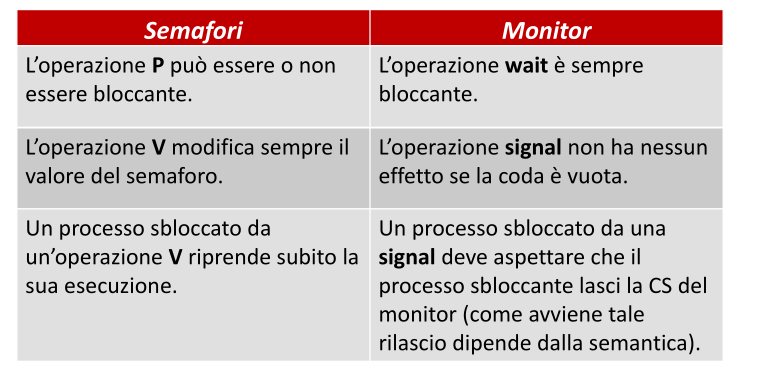 Semafori
Monitor
L'operazione P può essere o non
essere bloccante.
L'operazione wait è sempre
bloccante.
L'operazione V modifica sempre il
valore del semaforo.
L'operazione signal non ha nessun
effetto se la coda è vuota.
Un processo sbloccato da
un'operazione V riprende subito la
sua esecuzione.
Un processo sbloccato da una
signal deve aspettare che il
processo sbloccante lasci la CS del
monitor (come avviene tale
rilascio dipende dalla semantica).